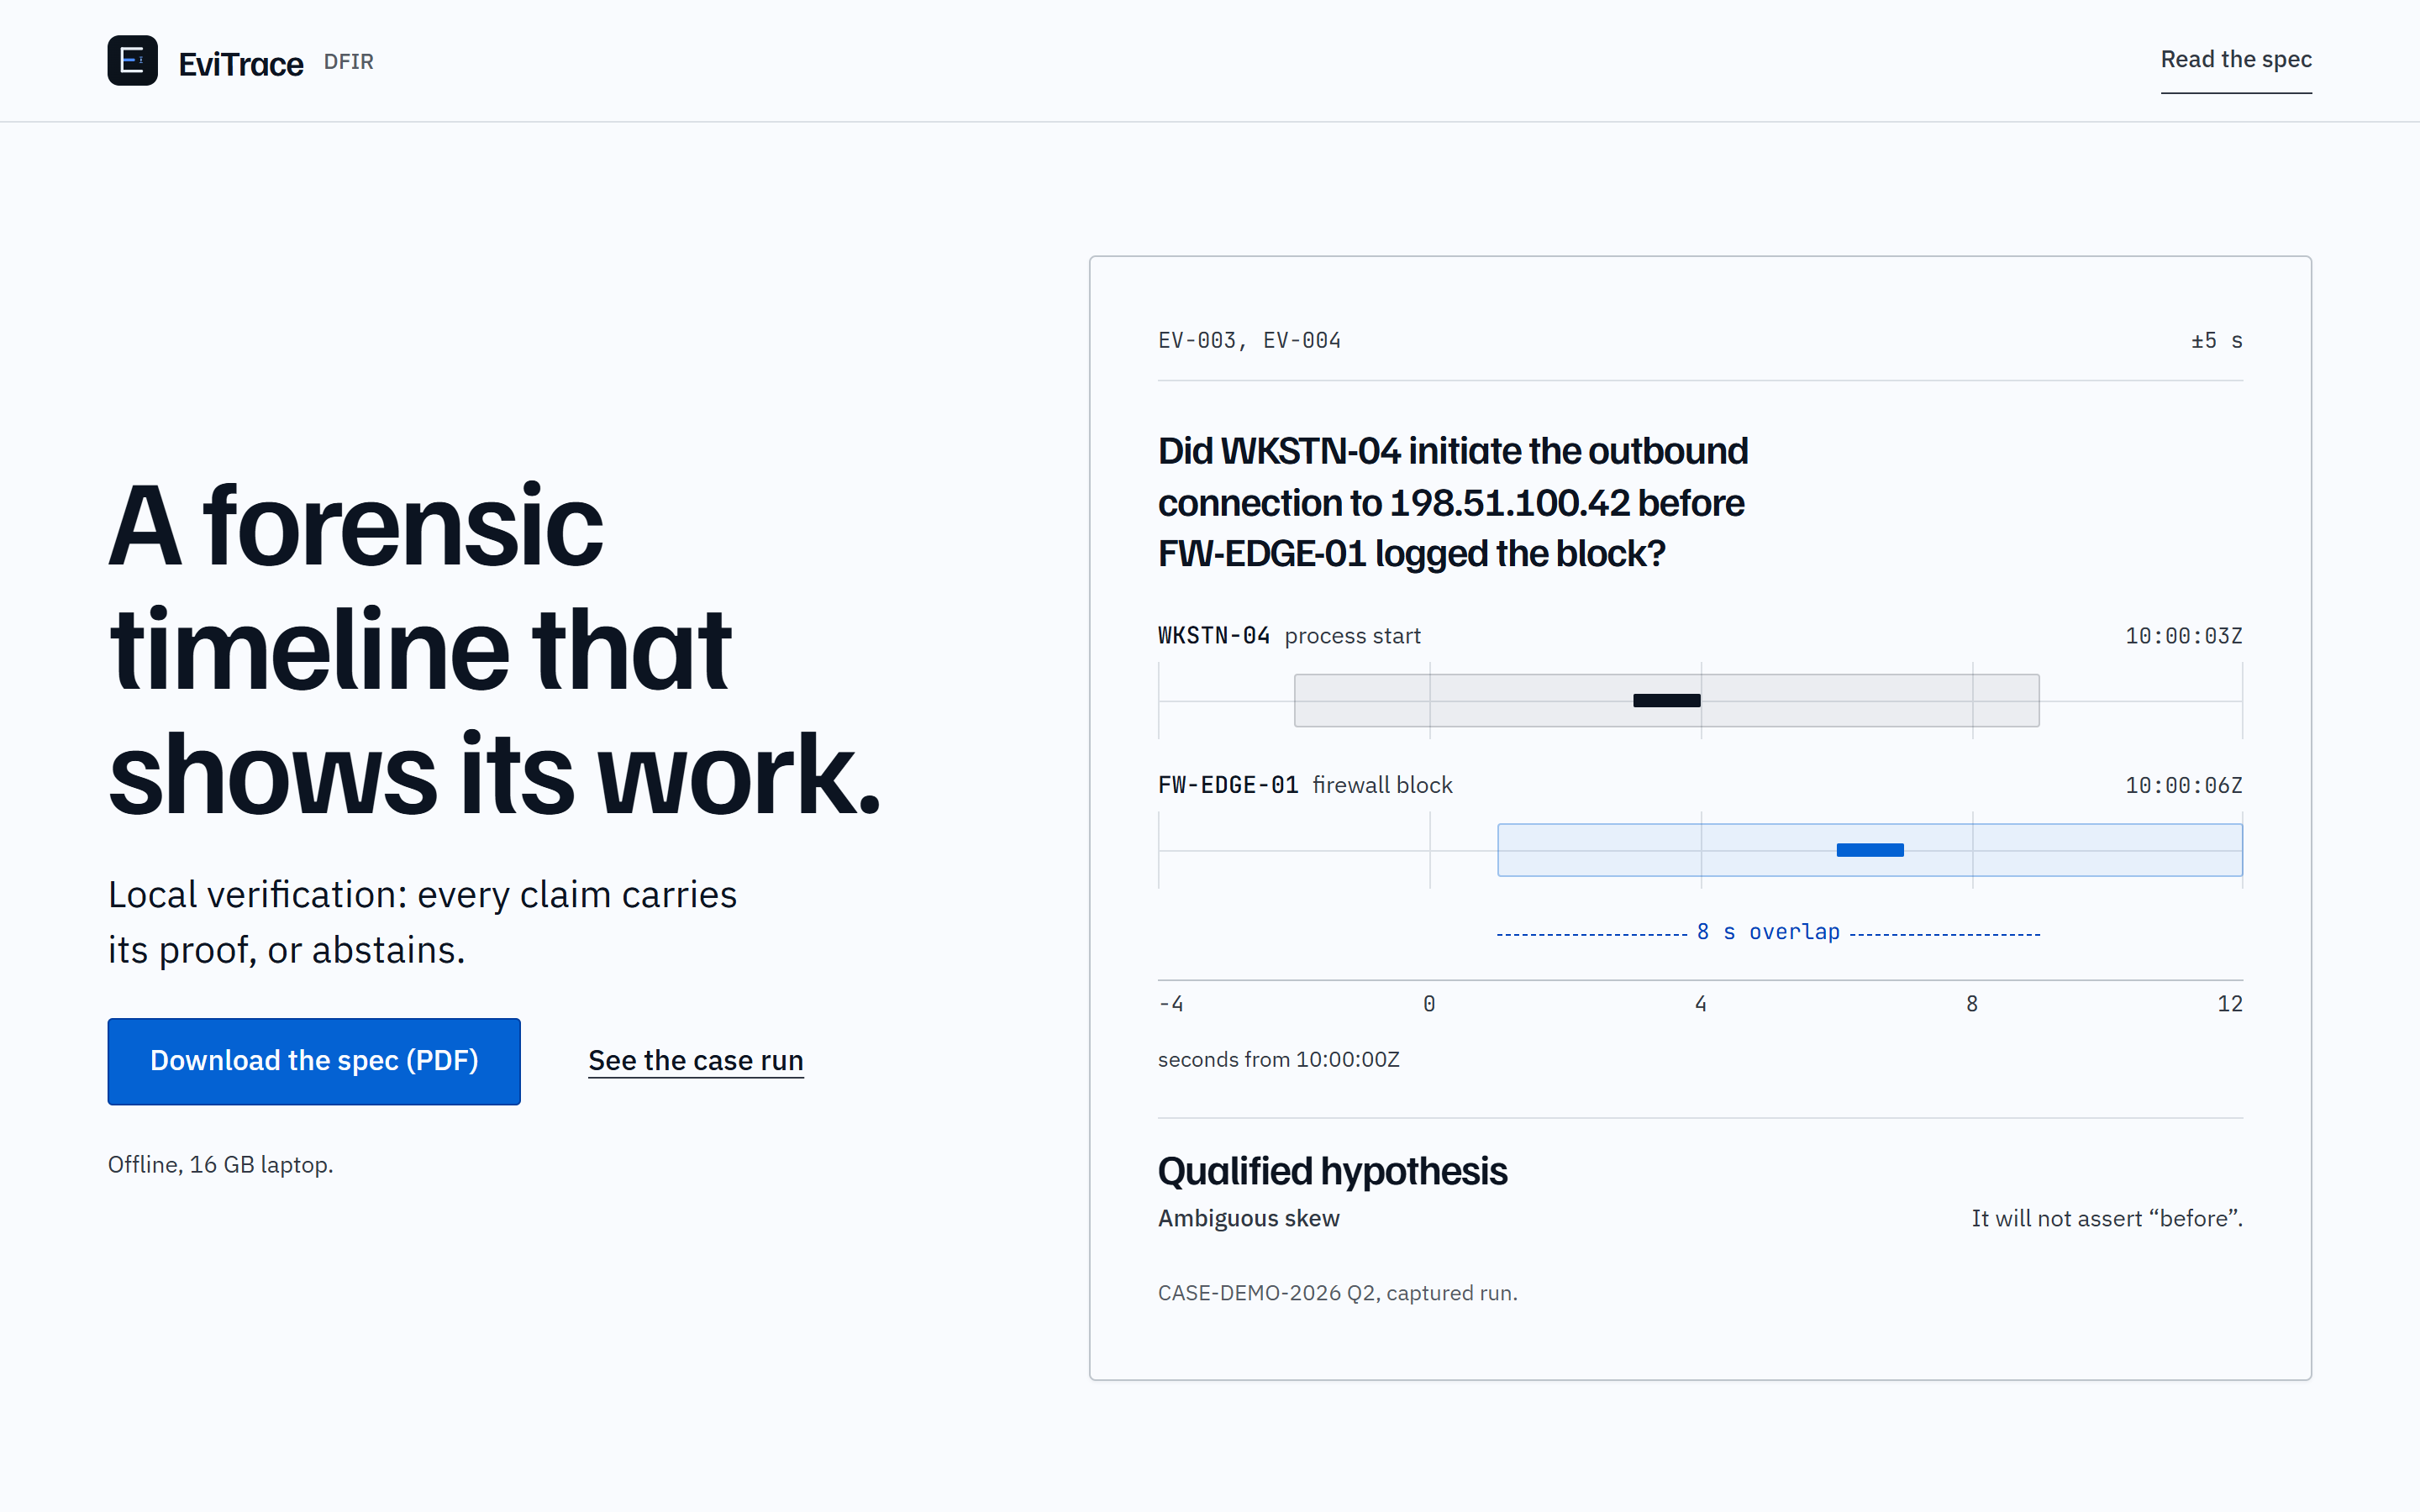 EviTrace DFIR
Read the spec
A forensic
timeline that
shows its work.
Local verification: every claim carries
its proof, or abstains.
Download the spec (PDF)
See the case run
Offline, 16 GB laptop.
EV-003, EV-004
±5 s
Did WKSTN-04 initiate the outbound
connection to 198.51.100.42 before
FW-EDGE-01 logged the block?
WKSTN-04 process start
10:00:03Z
FW-EDGE-01 firewall block
10:00:06Z
8 s overlap
-4 0 4 8 12
seconds from 10:00:00Z
Qualified hypothesis
Ambiguous skew
It will not assert “before”.
CASE-DEMO-2026 Q2, captured run.